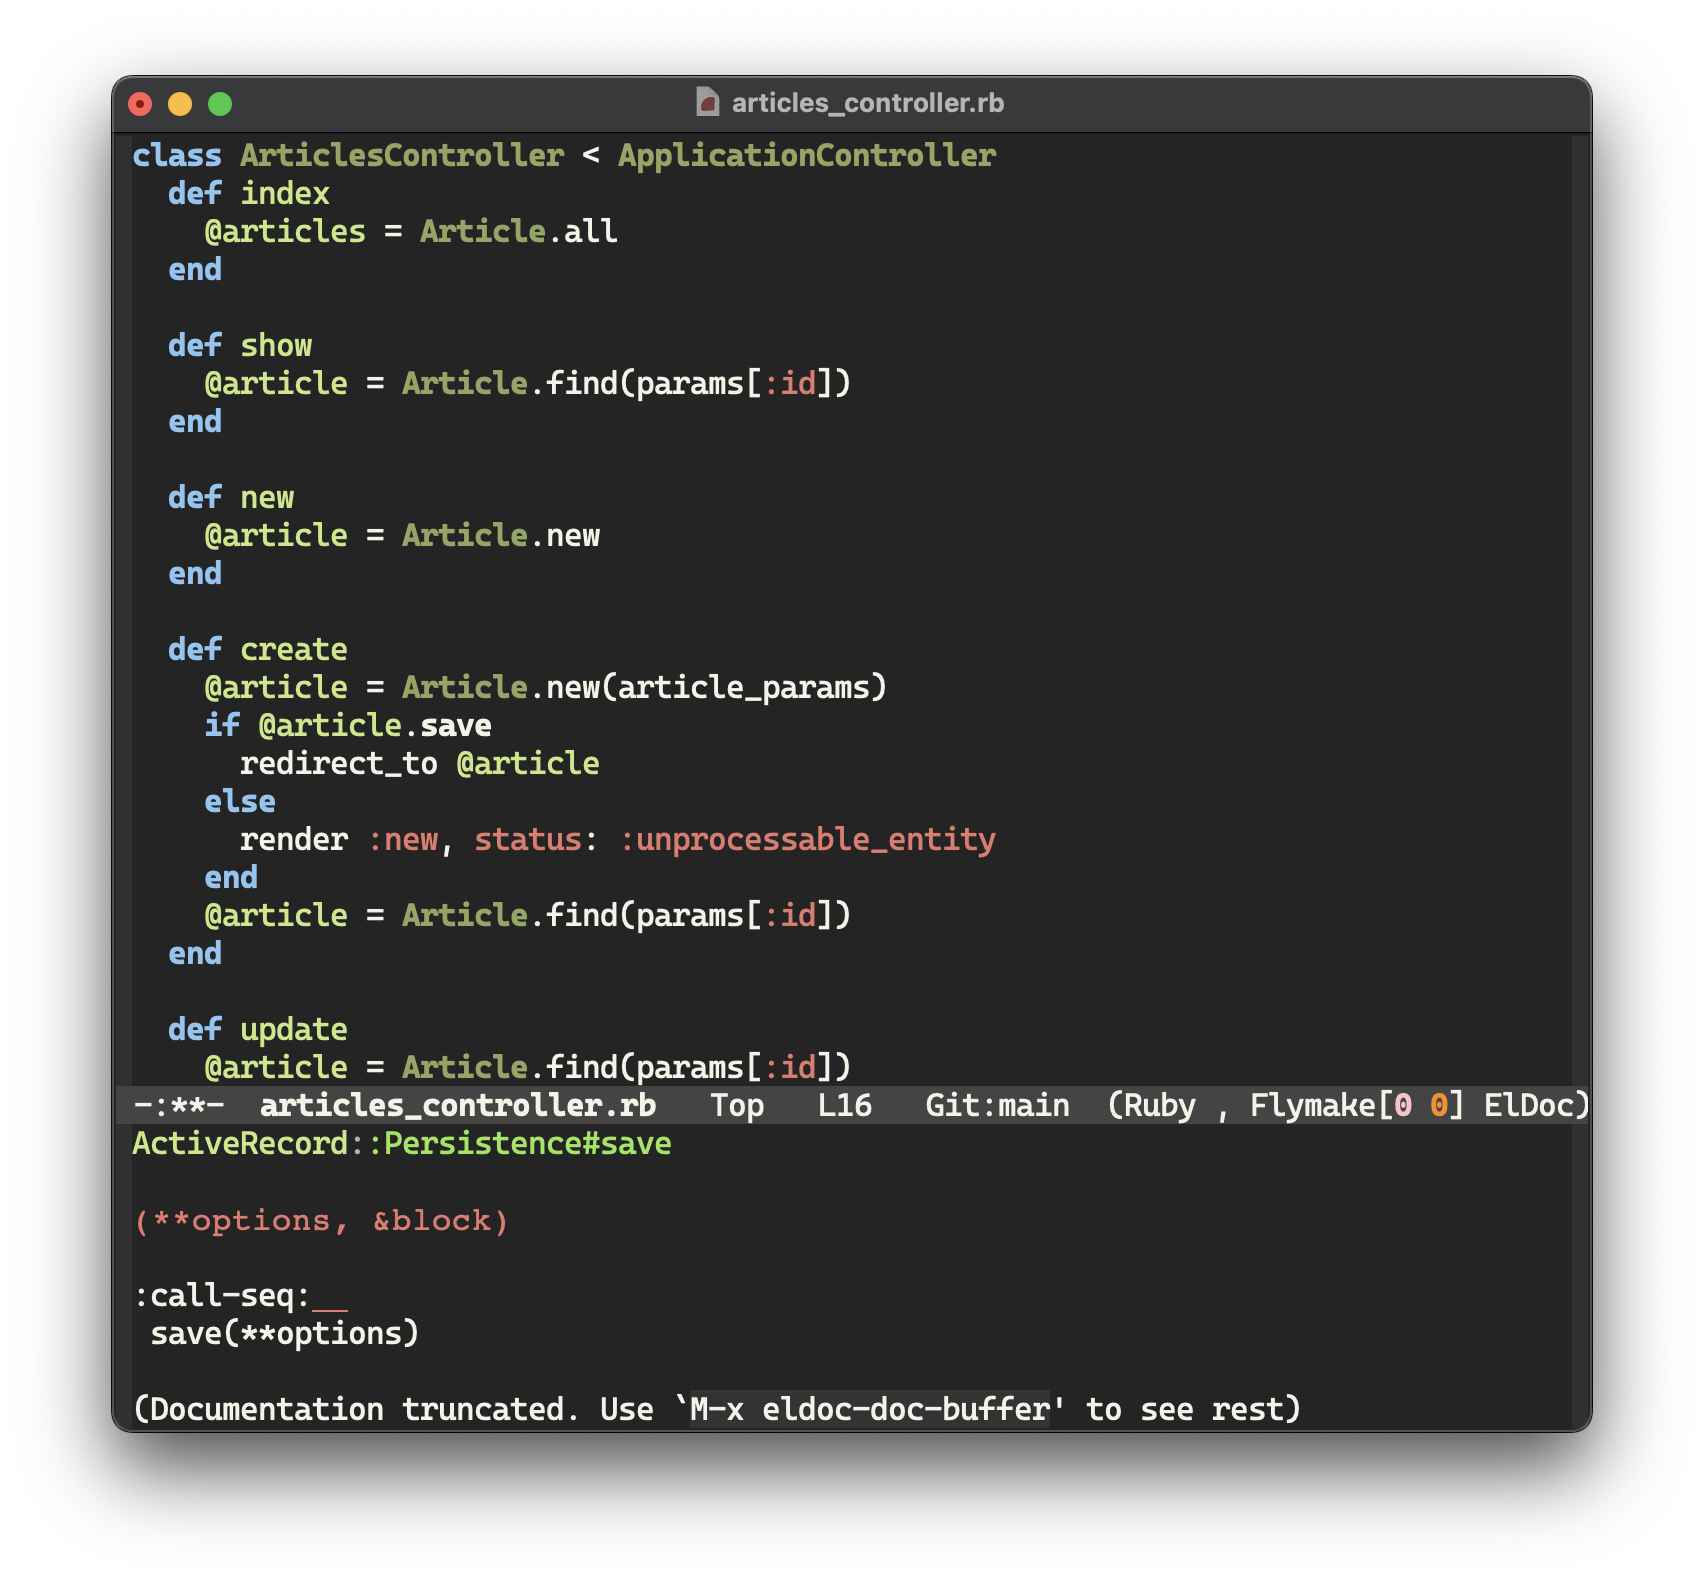 articles_controller.rb
class ArticlesController < ApplicationController
  def index
    @articles = Article.all
  end

  def show
    @article = Article.find(params[:id])
  end

  def new
    @article = Article.new
  end

  def create
    @article = Article.new(article_params)
    if @article.save
      redirect_to @article
    else
      render :new, status: :unprocessable_entity
    end
    @article = Article.find(params[:id])
  end

  def update
    @article = Article.find(params[:id])
-:**-  articles_controller.rb   Top   L16   Git:main  (Ruby , Flymake[0 0] ElDoc)
ActiveRecord::Persistence#save

(**options, &block)

:call-seq:__
 save(**options)

(Documentation truncated. Use `M-x eldoc-doc-buffer' to see rest)